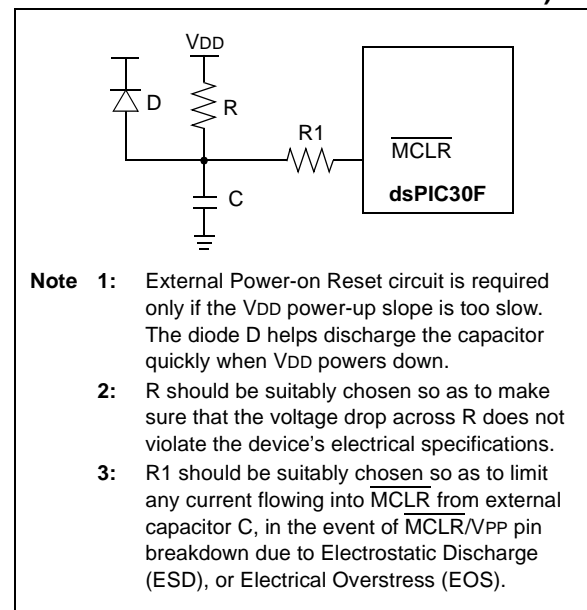 VDD
D
R
R1
MCLR
dsPIC30F
C
Note 1: External Power-on Reset circuit is required
only if the VDD power-up slope is too slow.
The diode D helps discharge the capacitor
quickly when VDD powers down.
2: R should be suitably chosen so as to make
sure that the voltage drop across R does not
violate the device's electrical specifications.
3: R1 should be suitably chosen so as to limit
any current flowing into MCLR from external
capacitor C, in the event of MCLR/VPP pin
breakdown due to Electrostatic Discharge
(ESD), or Electrical Overstress (EOS).